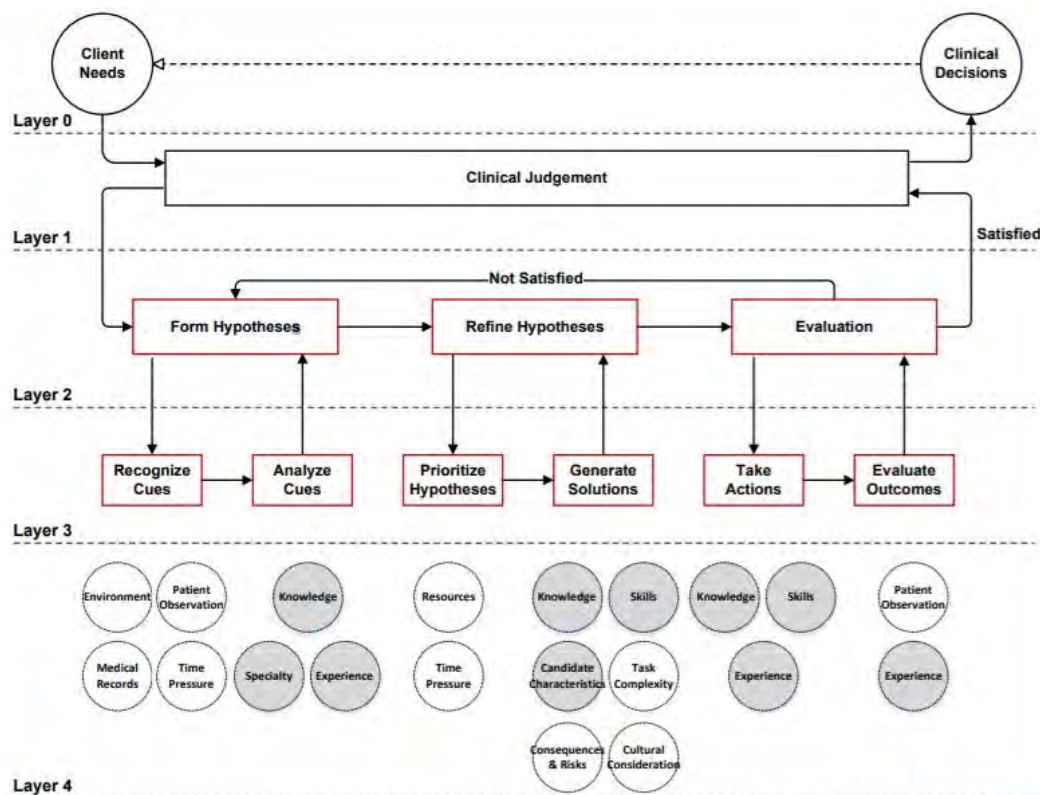 Client
Needs
Clinical
Decisions
Layer 0
Clinical Judgement
Layer 1
Satisfied
Not Satisfied
Form Hypotheses
Refine Hypotheses
Evaluation
Layer 2
Recognize
Cues
Analyze
Cues
Prioritize
Hypotheses
Generate
Solutions
Take
Actions
Evaluate
Outcomes
Layer 3
Environment
Patient
Observation
Knowledge
Resources
Knowledge
Skills
Knowledge
Skills
Patient
Observation
Medical
Records
Time
Pressure
Specialty
Experience
Time
Pressure
Candidate
Characteristics
Task
Complexity
Experience
Experience
Consequences
& Risks
Cultural
Consideration
Layer 4